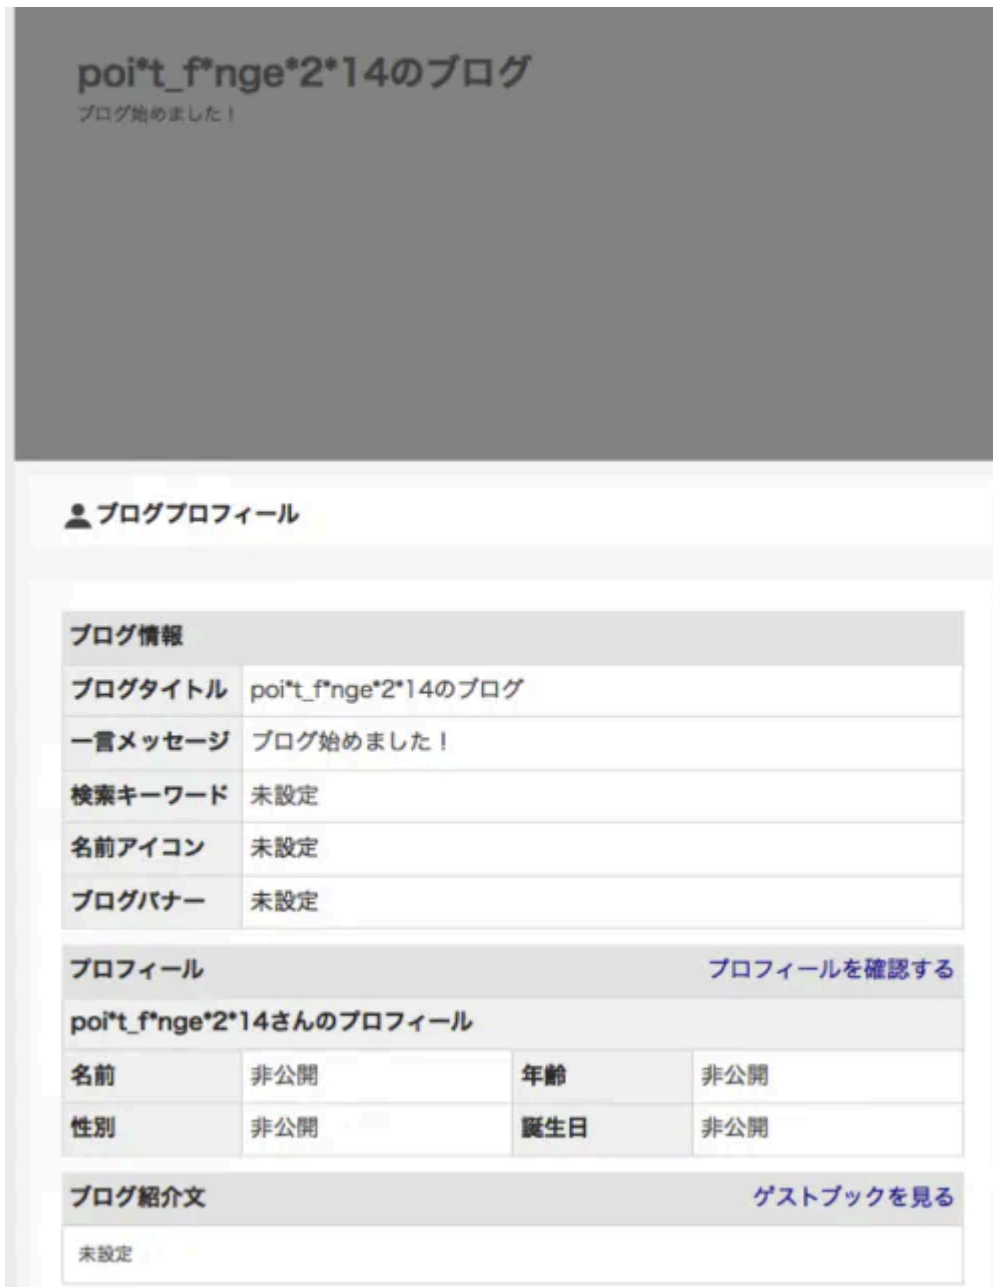 poi*t_f*nge*2*14のブログ
ブログ始めました！
ブログプロフィール
ブログ情報
ブログタイトル poi*t_f*nge*2*14のブログ
一言メッセージ ブログ始めました！
検索キーワード 未設定
名前アイコン 未設定
ブログバナー 未設定
プロフィール プロフィールを確認する
poi*t_f*nge*2*14さんのプロフィール
名前 非公開 年齢 非公開
性別 非公開 誕生日 非公開
ブログ紹介文 ゲストブックを見る
未設定